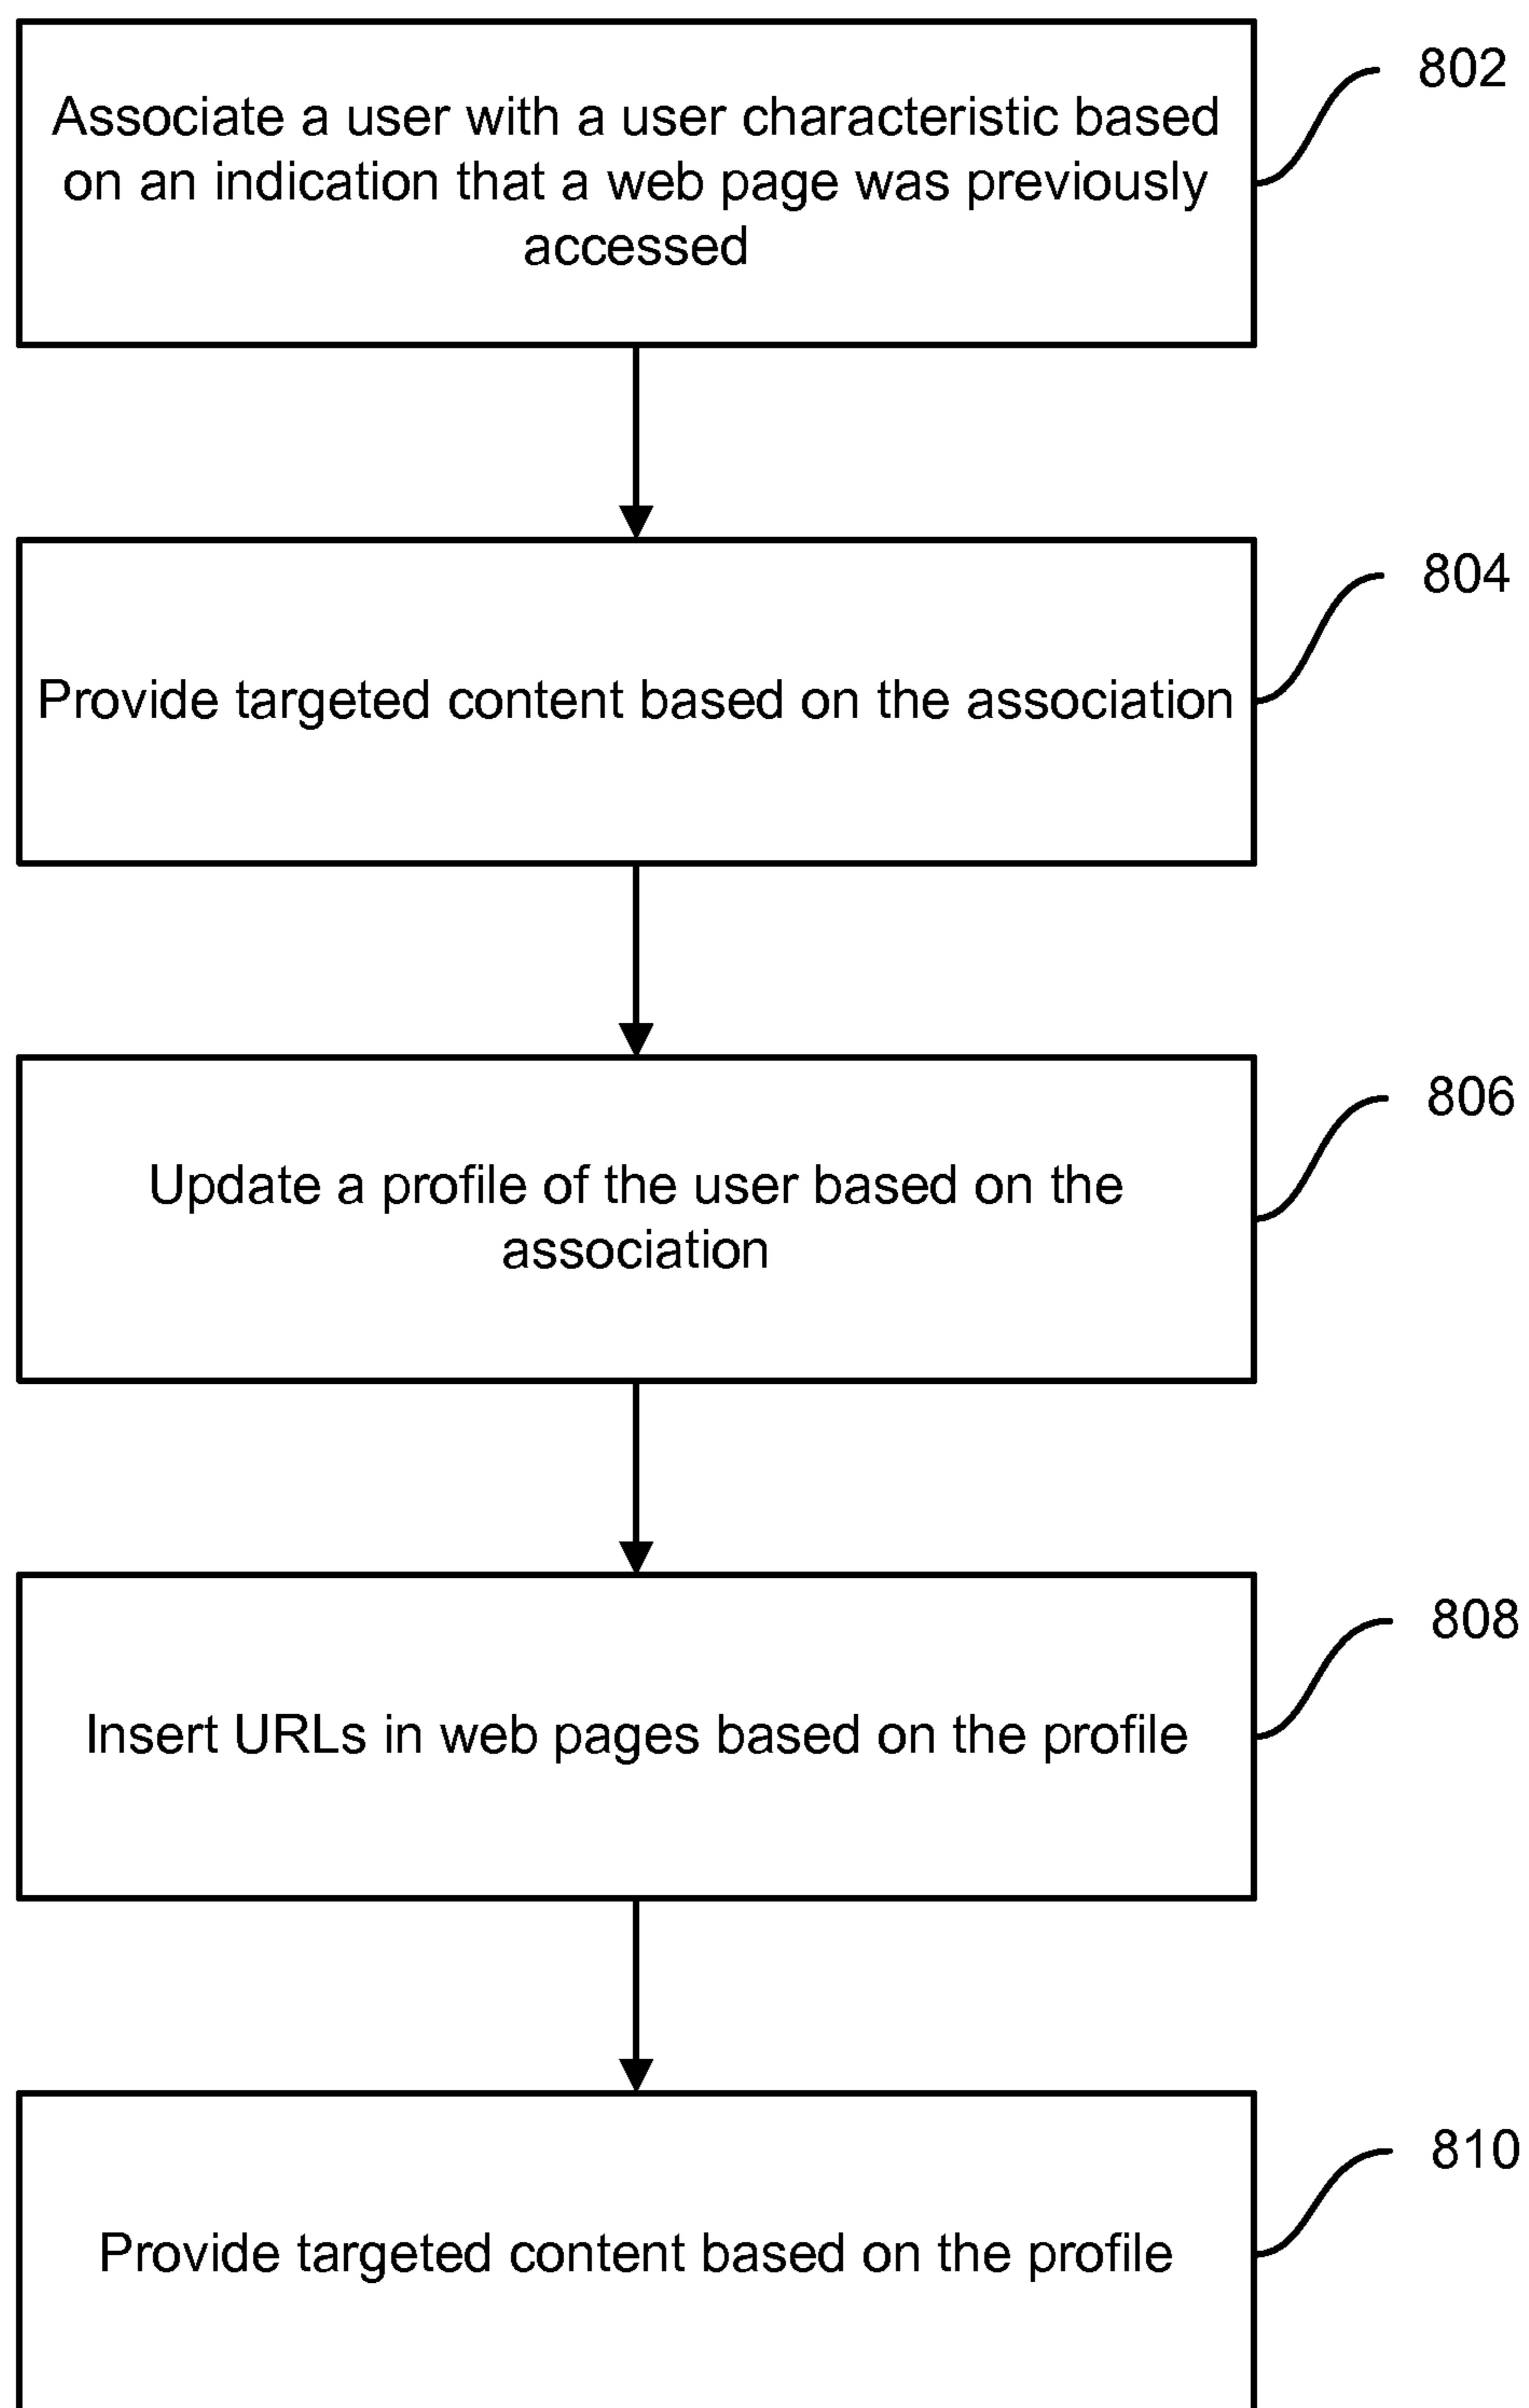 802
Associate a user with a user characteristic based
on an indication that a web page was previously
accessed
804
Provide targeted content based on the association
806
Update a profile of the user based on the
association
808
Insert URLs in web pages based on the profile
810
Provide targeted content based on the profile